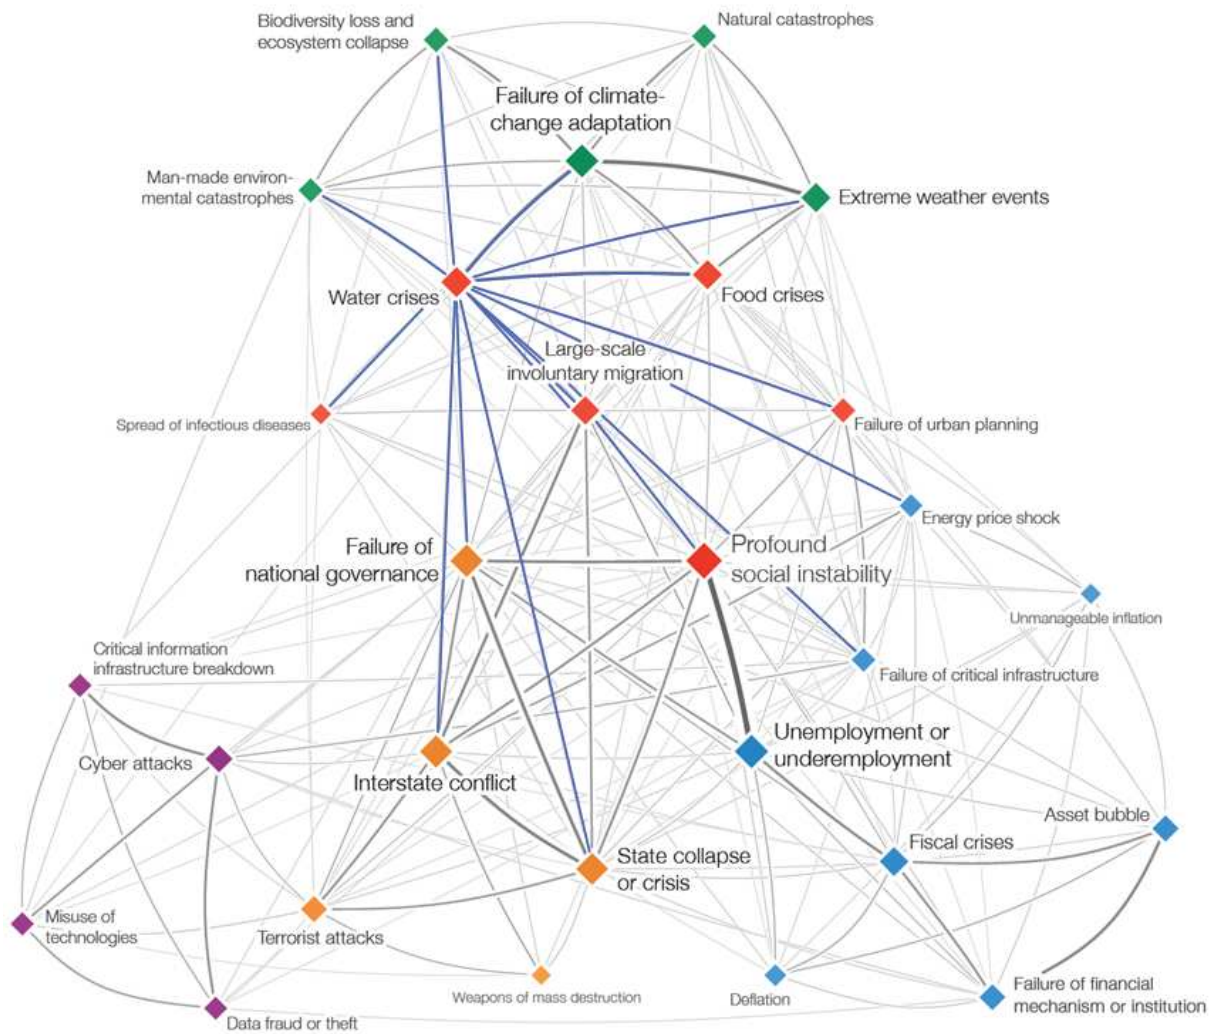 Biodiversity loss and
ecosystem collapse
Natural catastrophes
Failure of climate-
change adaptation
Man-made environ-
mental catastrophes
Extreme weather events
Water crises
Food crises
Large-scale
involuntary migration
Spread of infectious diseases
Failure of urban planning
Energy price shock
Failure of
national governance
Profound
social instability
Unmanageable inflation
Critical information
infrastructure breakdown
Failure of critical infrastructure
Cyber attacks
Interstate conflict
Unemployment or
underemployment
Asset bubble
Fiscal crises
State collapse
or crisis
Misuse of
technologies
Terrorist attacks
Weapons of mass destruction
Deflation
Failure of financial
mechanism or institution
Data fraud or theft